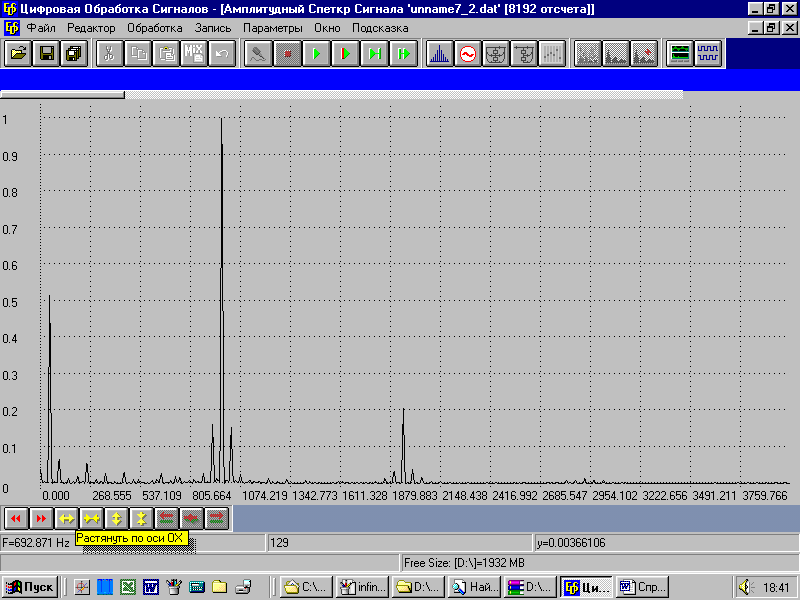 Цифровая Обработка Сигналов - [Амплитудный Спеткр Сигнала 'unname7_2.dat' [8192 отсчета]]
Файл Редактор Обработка Запись Параметры Окно Подсказка
MiX
1
0.9
0.8
0.7
0.6
0.5
0.4
0.3
0.2
0.1
0
0.000 268.555 537.109 805.664 1074.219 1342.773 1611.328 1879.883 2148.438 2416.992 2685.547 2954.102 3222.656 3491.211 3759.766
Растянуть по оси OX
F=692.871 Hz 129 y=0.00366106
Free Size: [D:\]=1932 MB
Пуск C:\... infin... D:\... Най... D:\... Ци... Спр... 18:41